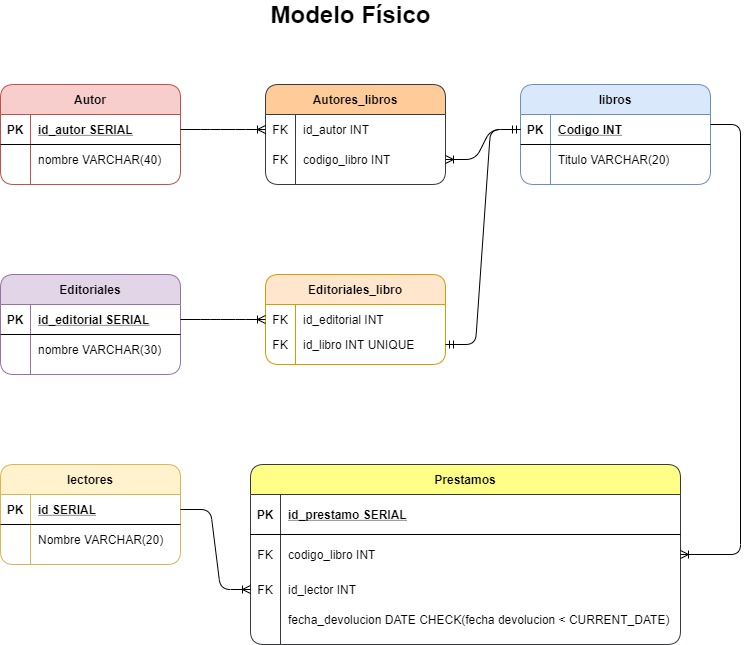 Modelo Físico
Autor
PK id_autor SERIAL
nombre VARCHAR(40)
Autores_libros
FK id_autor INT
FK codigo_libro INT
libros
PK Codigo INT
Titulo VARCHAR(20)
Editoriales
PK id_editorial SERIAL
nombre VARCHAR(30)
Editoriales_libro
FK id_editorial INT
FK id_libro INT UNIQUE
lectores
PK id SERIAL
Nombre VARCHAR(20)
Prestamos
PK id_prestamo SERIAL
FK codigo_libro INT
FK id_lector INT
fecha_devolucion DATE CHECK(fecha devolucion < CURRENT_DATE)